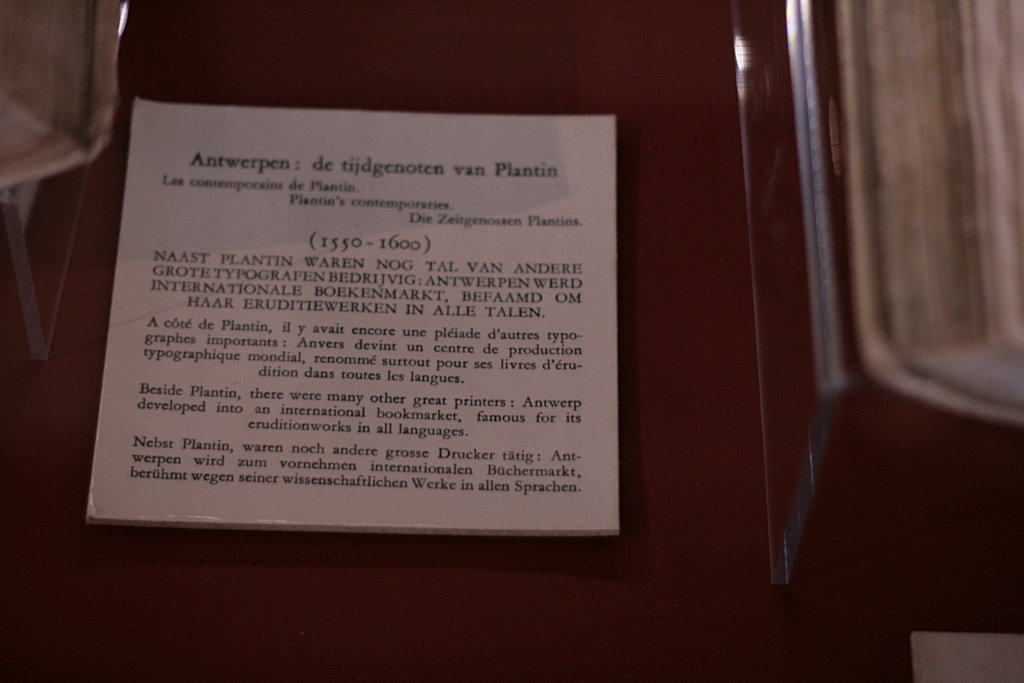 Antwerpen : de tijdgenoten van Plantin
Les contemporains de Plantin.
Plantin's contemporaries.
Die Zeitgenossen Plantins.
(1550-1600)
NAAST PLANTIN WAREN NOG TAL VAN ANDERE
GROTE TYPOGRAFEN BEDRIJVIG: ANTWERPEN WERD
INTERNATIONALE BOEKENMARKT, BEFAAMD OM
HAAR ERUDITIEWERKEN IN ALLE TALEN.
A côté de Plantin, il y avait encore une pléiade d'autres typo-
graphes importants : Anvers devint un centre de production
typographique mondial, renommé surtout pour ses livres d'éru-
dition dans toutes les langues.
Beside Plantin, there were many other great printers : Antwerp
developed into an international bookmarket, famous for its
eruditionworks in all languages.
Nebst Plantin, waren noch andere grosse Drucker tätig : Ant-
werpen wird zum vornehmen internationalen Büchermarkt,
berühmt wegen seiner wissenschaftlichen Werke in allen Sprachen.